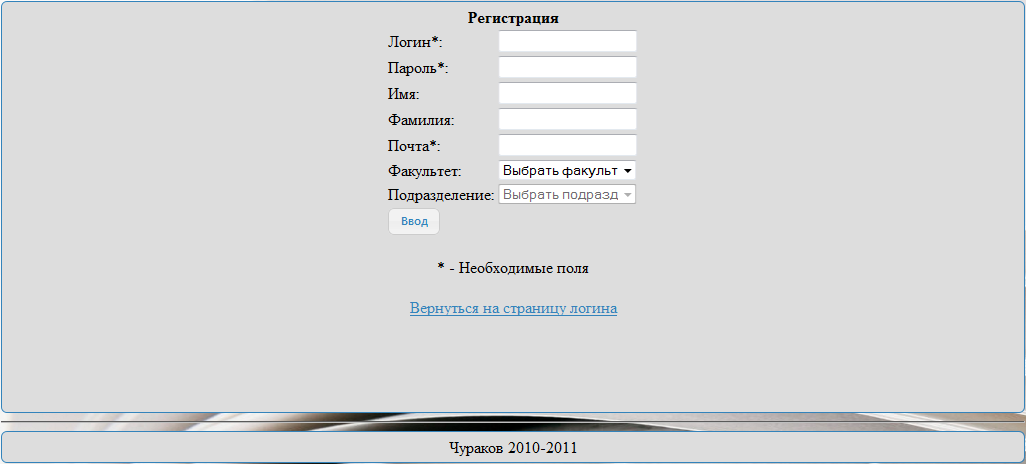 Регистрация
Логин*:
Пароль*:
Имя:
Фамилия:
Почта*:
Факультет: Выбрать факульт
Подразделение: Выбрать подразд
Ввод
* - Необходимые поля
Вернуться на страницу логина
Чураков 2010-2011